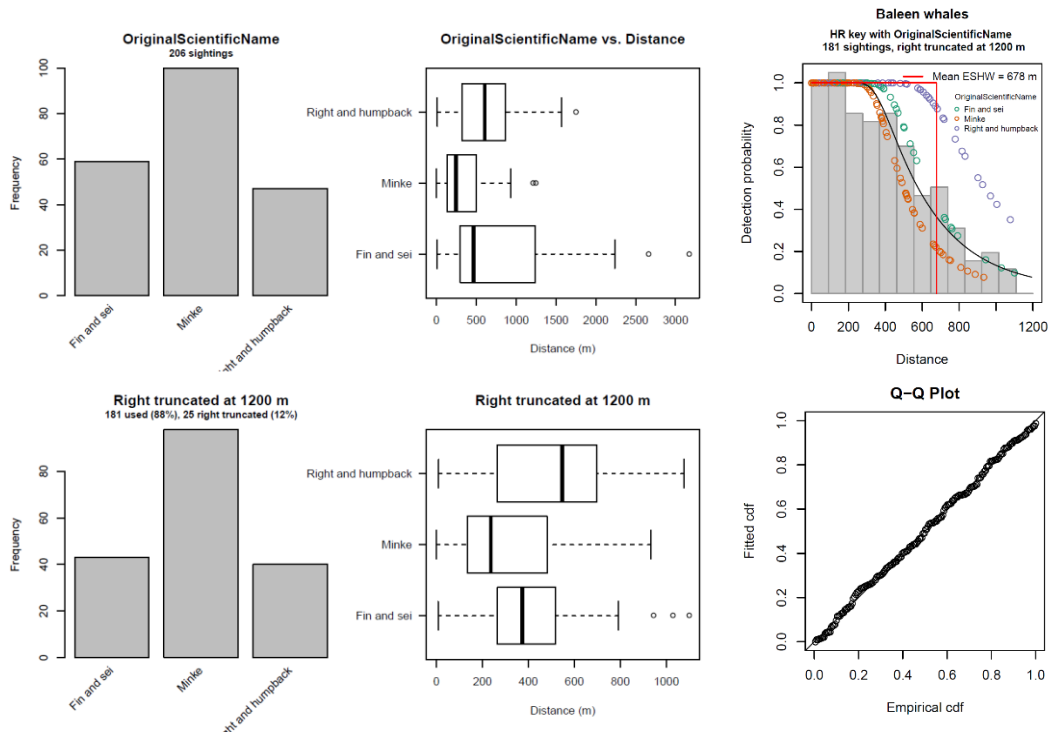 OriginalScientificName
206 sightings
Frequency
0 20 40 60 80 100
Fin and sei
Minke
ght and humpback
OriginalScientificName vs. Distance
Right and humpback
Minke
Fin and sei
0 500 1000 1500 2000 2500 3000
Distance (m)
Baleen whales
HR key with OriginalScientificName
181 sightings, right truncated at 1200 m
Mean ESHW = 678 m
OriginalScientificName
Fin and sei
Minke
Right and humpback
Detection probability
0.0 0.2 0.4 0.6 0.8 1.0
0 200 400 600 800 1200
Distance
Right truncated at 1200 m
181 used (88%), 25 right truncated (12%)
Frequency
0 20 40 60 80
Fin and sei
Minke
ght and humpback
Right truncated at 1200 m
Right and humpback
Minke
Fin and sei
0 200 400 600 800 1000
Distance (m)
Q−Q Plot
Fitted cdf
0.0 0.2 0.4 0.6 0.8 1.0
0.0 0.2 0.4 0.6 0.8 1.0
Empirical cdf